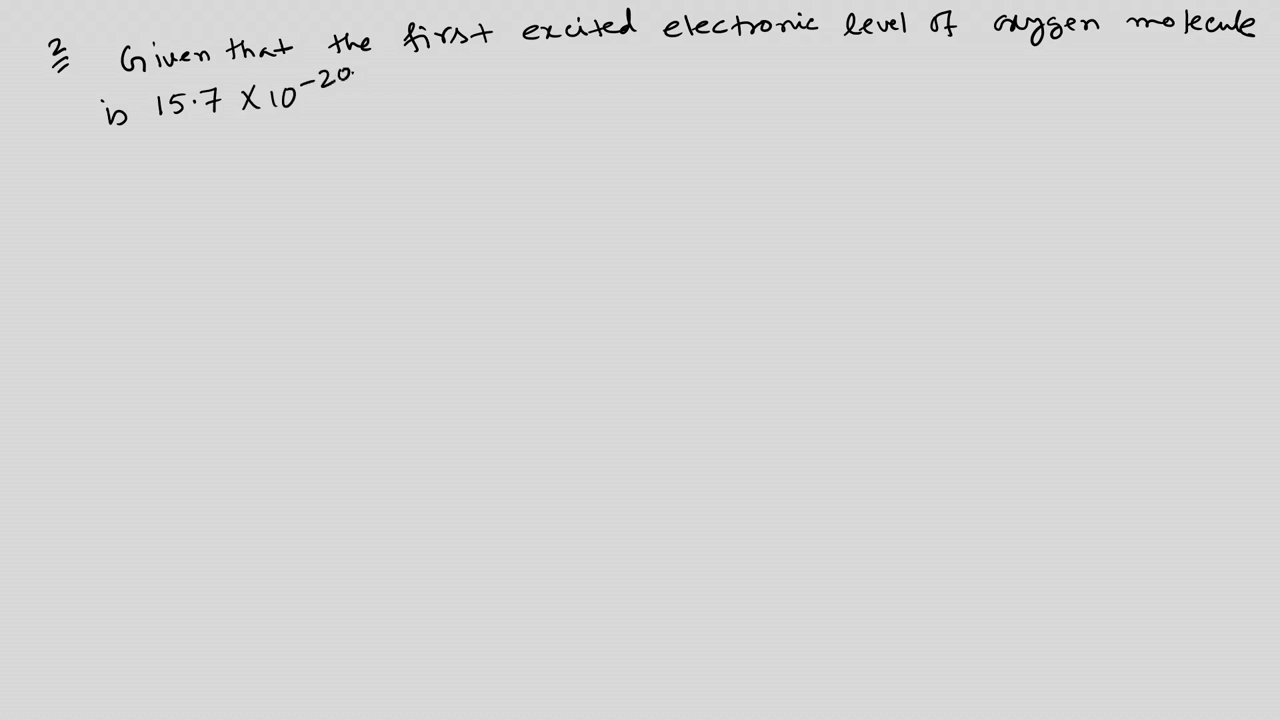 2 Given that the first excited electronic level of oxygen molecule
is 15.7 × 10⁻²⁰